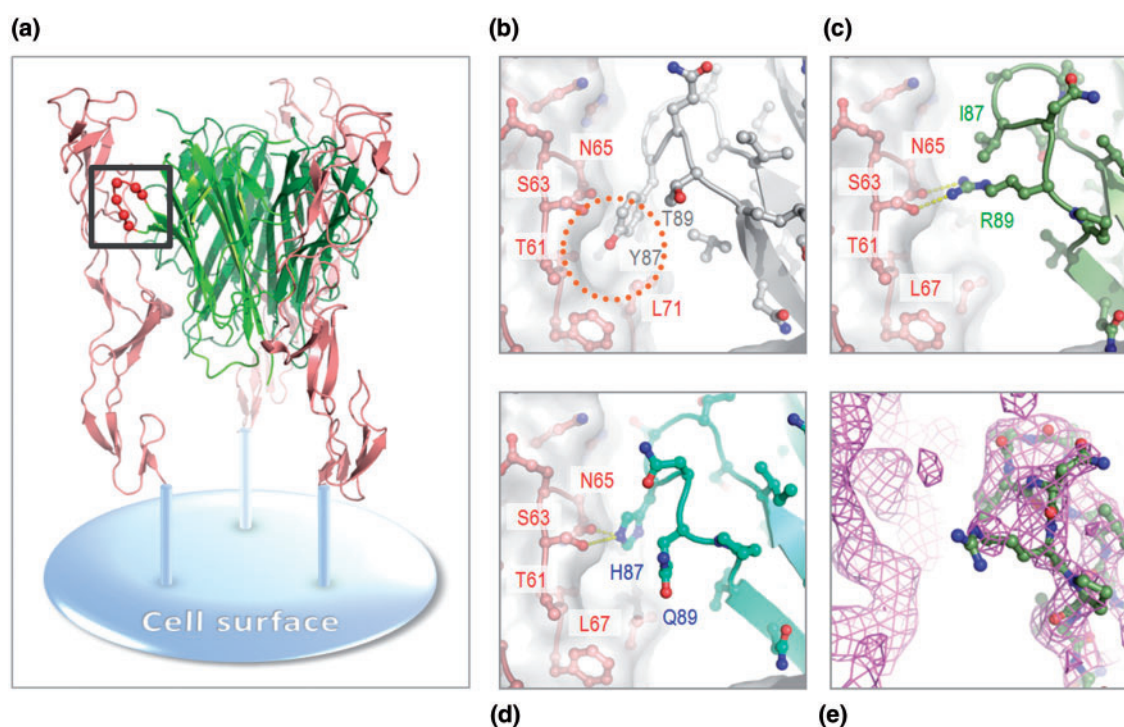 (a)
(b)
(c)
N65
S63
T61
T89
Y87
L71
I87
N65
S63
R89
T61
L67
N65
S63
T61
H87
L67
Q89
Cell surface
(d)
(e)